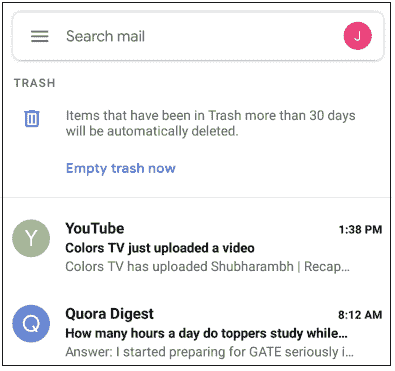 Search mail
J
TRASH
Items that have been in Trash more than 30 days
will be automatically deleted.
Empty trash now
Y
YouTube 1:38 PM
Colors TV just uploaded a video
Colors TV has uploaded Shubharambh | Recap...
Q
Quora Digest 8:12 AM
How many hours a day do toppers study while...
Answer: I started preparing for GATE seriously i...